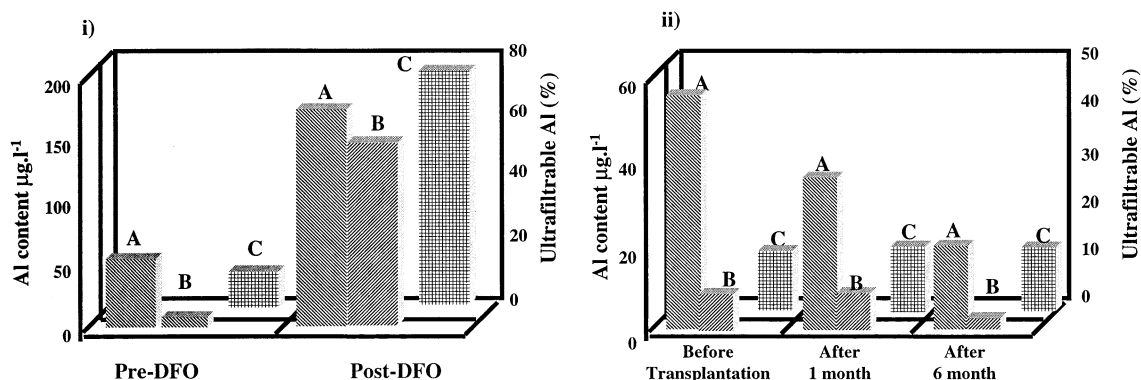 i)
Al content µg.l-1
200
150
100
50
0
A
B
C
A
B
C
80
60
40
20
0
Ultrafiltrable Al (%)
Pre-DFO
Post-DFO
ii)
Al content µg.l-1
60
40
20
0
A
B
C
A
B
C
A
B
C
50
40
30
20
10
0
Ultrafiltrable Al (%)
Before
Transplantation
After
1 month
After
6 month